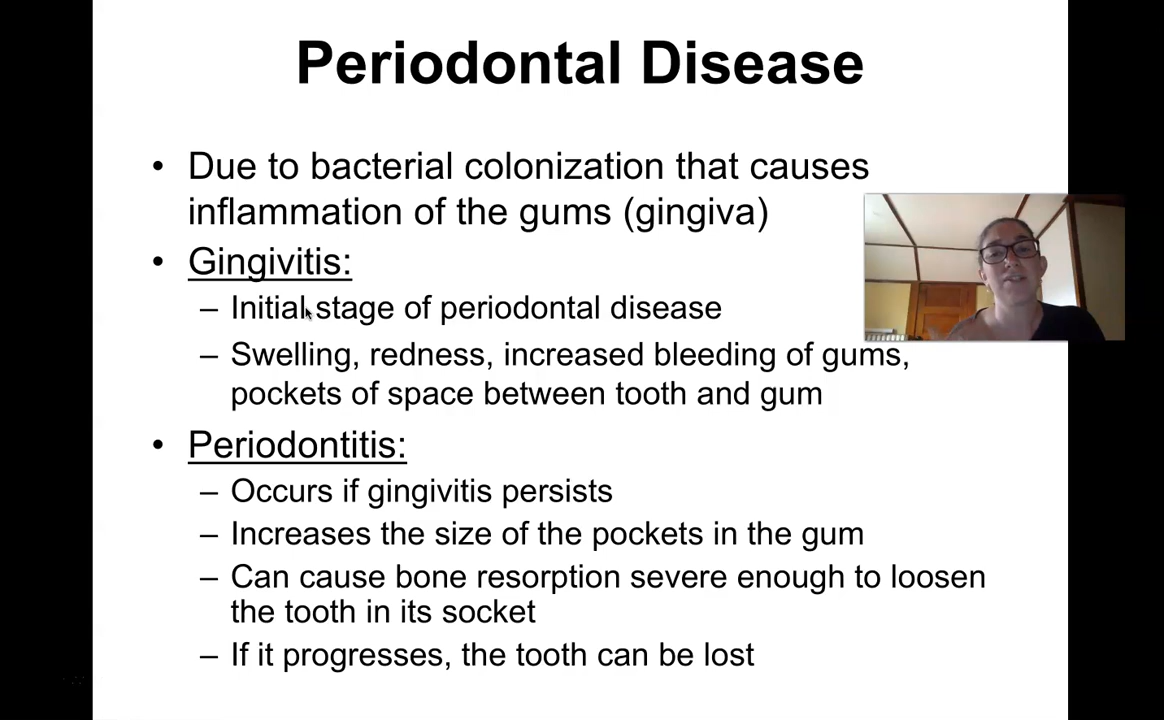 Periodontal Disease
• Due to bacterial colonization that causes
inflammation of the gums (gingiva)
• Gingivitis:
– Initial stage of periodontal disease
– Swelling, redness, increased bleeding of gums,
pockets of space between tooth and gum
• Periodontitis:
– Occurs if gingivitis persists
– Increases the size of the pockets in the gum
– Can cause bone resorption severe enough to loosen
the tooth in its socket
– If it progresses, the tooth can be lost